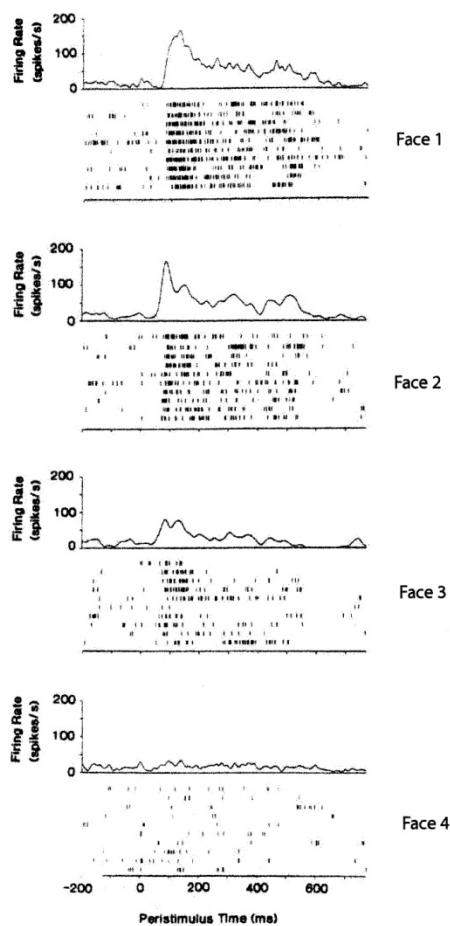 Firing Rate
(spikes/s)
200
100
0
Face 1
Firing Rate
(spikes/s)
200
100
0
Face 2
Firing Rate
(spikes/s)
200
100
0
Face 3
Firing Rate
(spikes/s)
200
100
0
Face 4
-200 0 200 400 600
Peristimulus Time (ms)